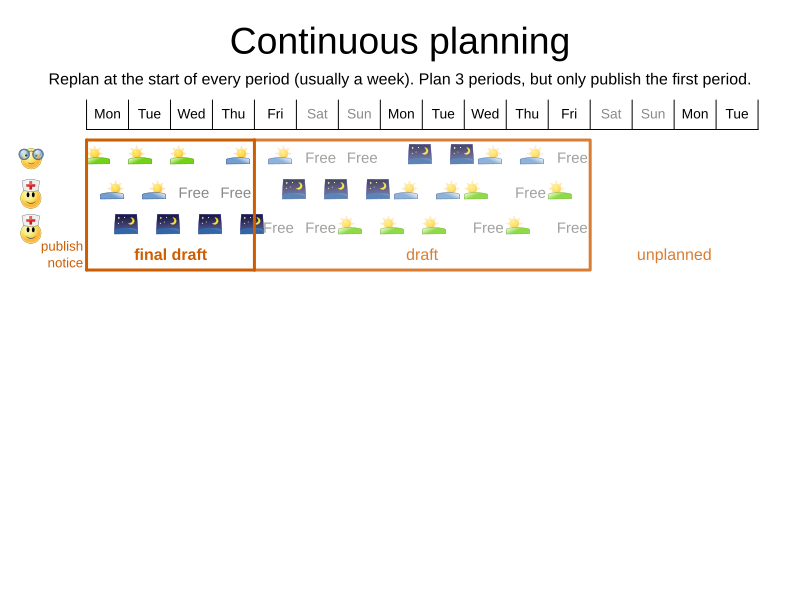 Continuous planning
Replan at the start of every period (usually a week). Plan 3 periods, but only publish the first period.
Mon Tue Wed Thu Fri Sat Sun Mon Tue Wed Thu Fri Sat Sun Mon Tue
Free Free Free
Free Free Free
Free Free Free Free
publish
notice
final draft draft unplanned